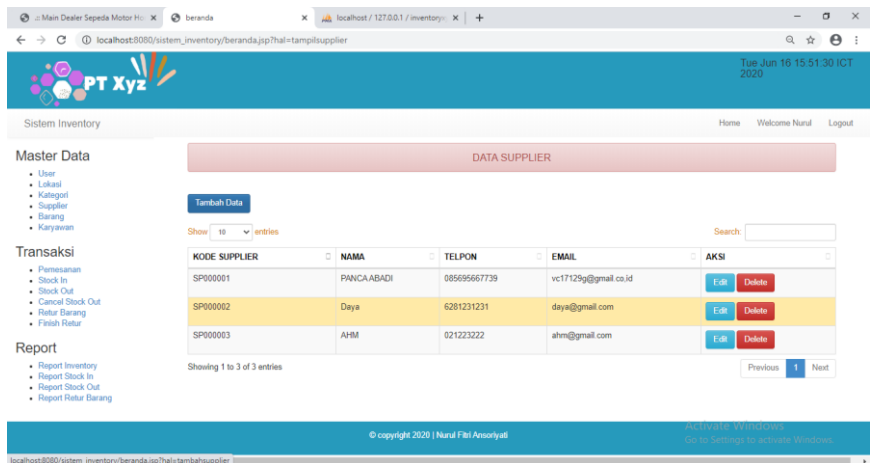 .: Main Dealer Sepeda Motor Ho
beranda
localhost / 127.0.0.1 / inventory
localhost:8080/sistem_inventory/beranda.jsp?hal=tampilsupplier
PT Xyz
Tue Jun 16 15:51:30 ICT
2020
Sistem Inventory
Home Welcome Nurul Logout
Master Data
User
Lokasi
Kategori
Supplier
Barang
Karyawan
Transaksi
Pemesanan
Stock In
Stock Out
Cancel Stock Out
Retur Barang
Finish Retur
Report
Report Inventory
Report Stock In
Report Stock Out
Report Retur Barang
DATA SUPPLIER
Tambah Data
Show 10 entries Search:
KODE SUPPLIER NAMA TELPON EMAIL AKSI
SP000001 PANCA ABADI 085695667739 vc17129g@gmail.co,id Edit Delete
SP000002 Daya 6281231231 daya@gmail.com Edit Delete
SP000003 AHM 021223222 ahm@gmail.com Edit Delete
Showing 1 to 3 of 3 entries Previous 1 Next
© copyright 2020 | Nurul Fitri Ansoriyati
Activate Windows
Go to Settings to activate Windows.
localhost:8080/sistem_inventory/beranda.jsp?hal=tambahsupplier